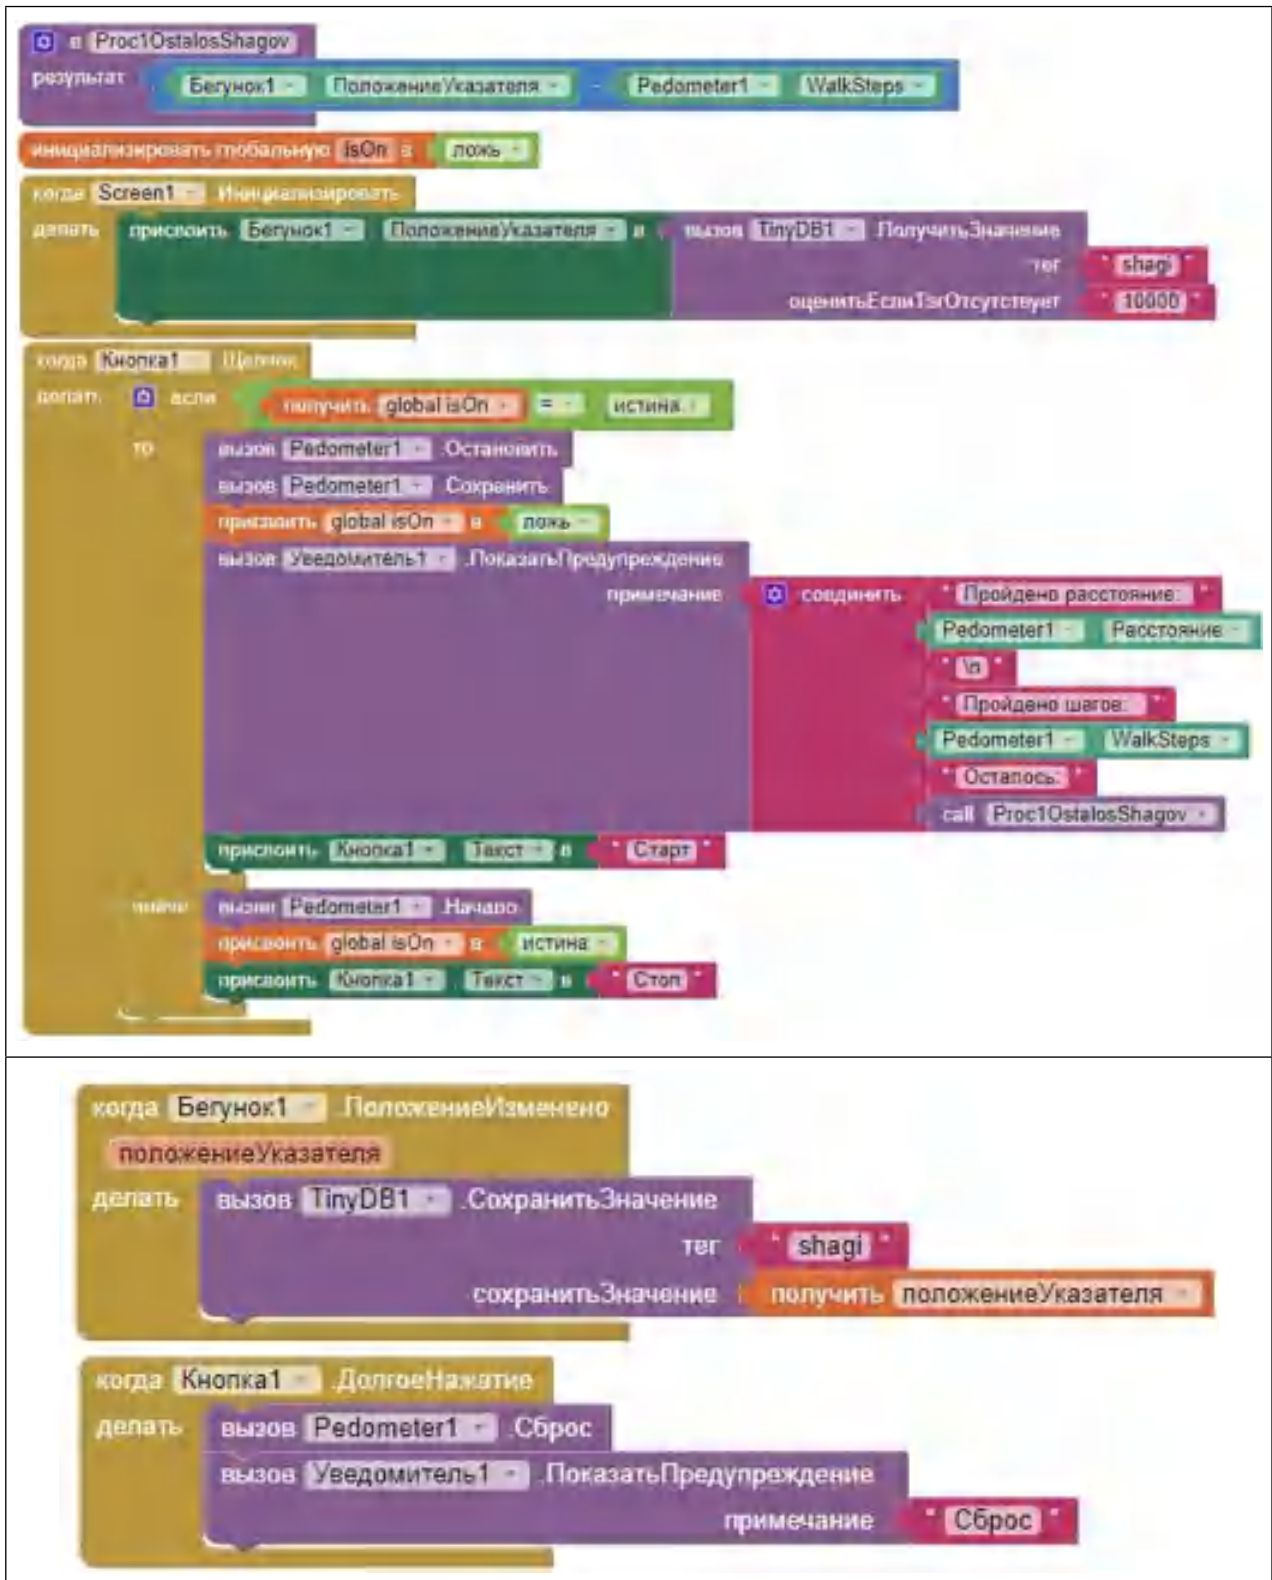 в Proc1OstalosShagov
результат Бегунок1 ПоложениеУказателя - Pedometer1 WalkSteps
инициализировать глобальную isOn в ложь
когда Screen1 Инициализировать
делать присвоить Бегунок1 ПоложениеУказателя в вызов TinyDB1 .ПолучитьЗначение
тег " shagi "
оценитьЕслиТэгОтсутствует " 10000 "
когда Кнопка1 .Щелчок
делать если получить global isOn = истина
то вызов Pedometer1 .Остановить
вызов Pedometer1 .Сохранить
присвоить global isOn в ложь
вызов Уведомитель1 .ПоказатьПредупреждение
примечание соединить " Пройдено расстояние: "
Pedometer1 . Расстояние
" \n "
" Пройдено шагов: "
Pedometer1 . WalkSteps
" Осталось: "
call Proc1OstalosShagov
присвоить Кнопка1 . Текст в " Старт "
иначе вызов Pedometer1 .Начало
присвоить global isOn в истина
присвоить Кнопка1 . Текст в " Стоп "
когда Бегунок1 .ПоложениеИзменено
положениеУказателя
делать вызов TinyDB1 .СохранитьЗначение
тег " shagi "
сохранитьЗначение получить положениеУказателя
когда Кнопка1 .ДолгоеНажатие
делать вызов Pedometer1 .Сброс
вызов Уведомитель1 .ПоказатьПредупреждение
примечание " Сброс "